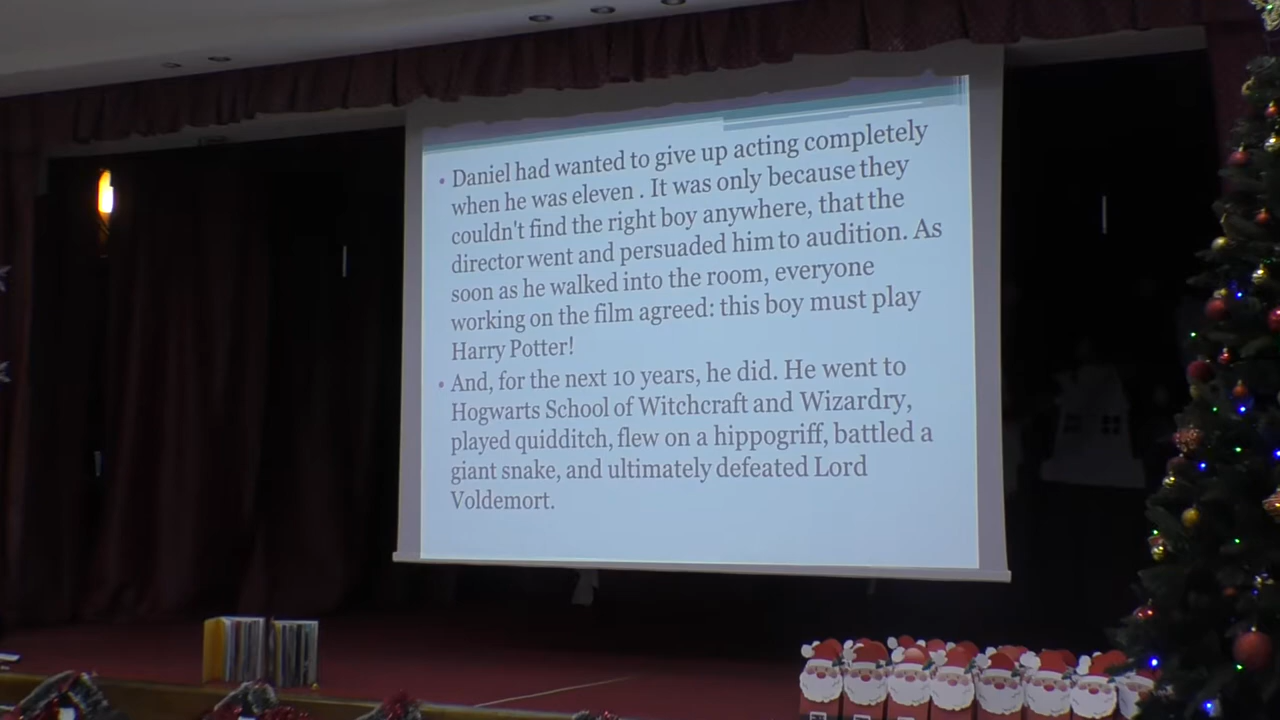 • Daniel had wanted to give up acting completely
when he was eleven . It was only because they
couldn't find the right boy anywhere, that the
director went and persuaded him to audition. As
soon as he walked into the room, everyone
working on the film agreed: this boy must play
Harry Potter!
• And, for the next 10 years, he did. He went to
Hogwarts School of Witchcraft and Wizardry,
played quidditch, flew on a hippogriff, battled a
giant snake, and ultimately defeated Lord
Voldemort.